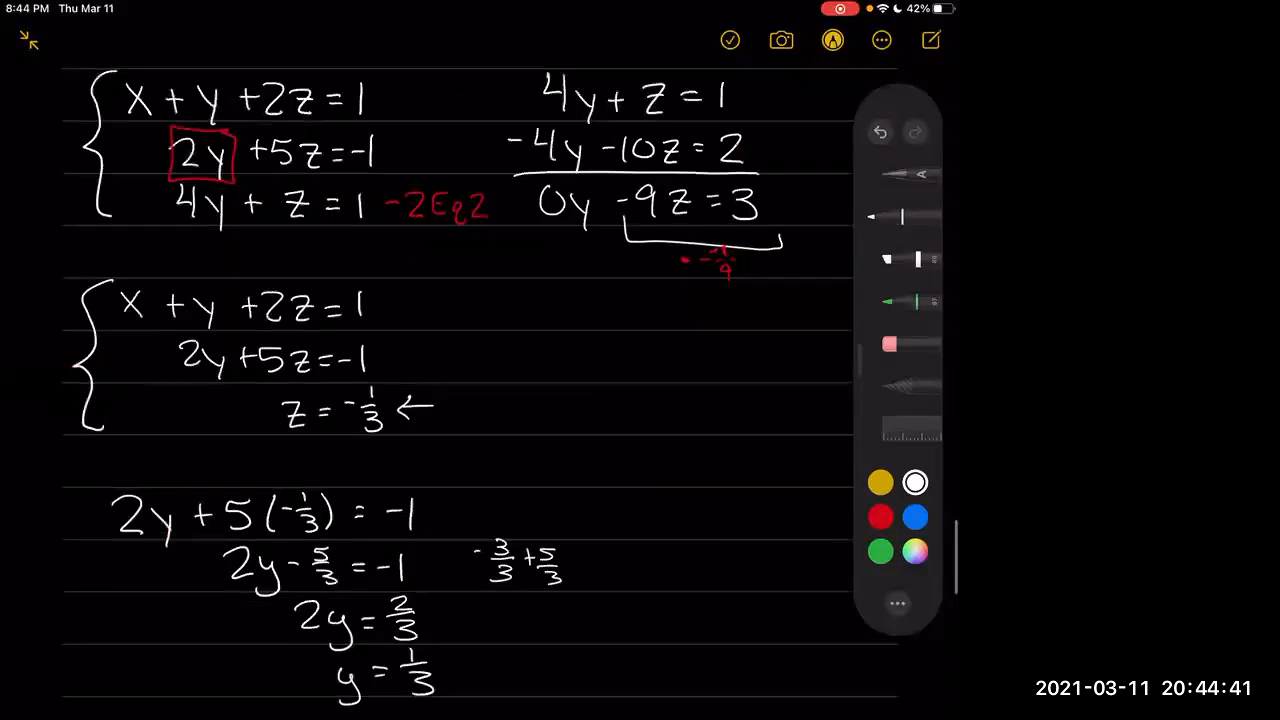 8:44 PM Thu Mar 11 42%
x + y + 2z = 1
2y + 5z = -1
4y + z = 1 -2Eq2
4y + z = 1
-4y - 10z = 2
0y - 9z = 3
· -1/9
x + y + 2z = 1
2y + 5z = -1
z = -1/3 ←
2y + 5(-1/3) = -1
2y - 5/3 = -1 -3/3 + 5/3
2y = 2/3
y = 1/3
2021-03-11 20:44:41